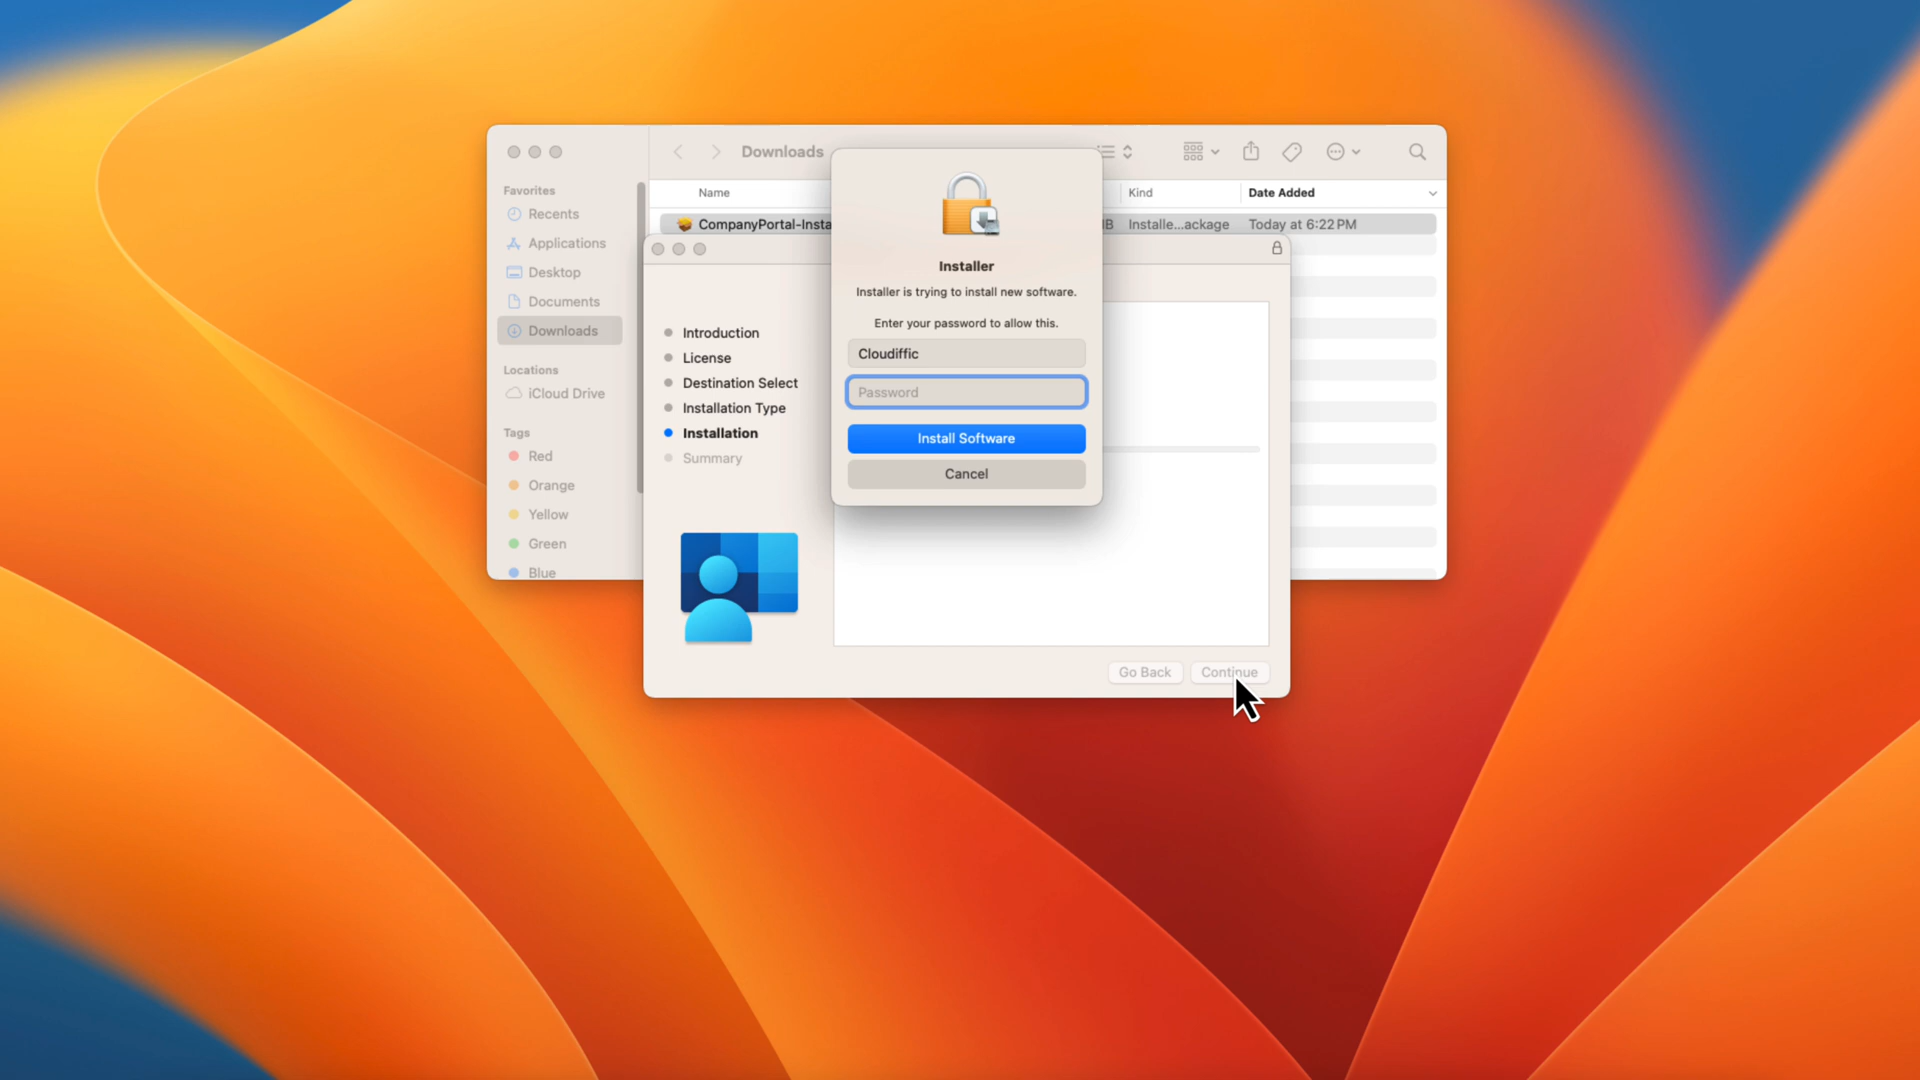 Downloads
Favorites
Recents
Applications
Desktop
Documents
Downloads
Locations
iCloud Drive
Tags
Red
Orange
Yellow
Green
Blue
Name
Kind
Date Added
CompanyPortal-Insta
Installe...ackage
Today at 6:22 PM
Introduction
License
Destination Select
Installation Type
Installation
Summary
Installer
Installer is trying to install new software.
Enter your password to allow this.
Cloudiffic
Password
Install Software
Cancel
Go Back
Continue